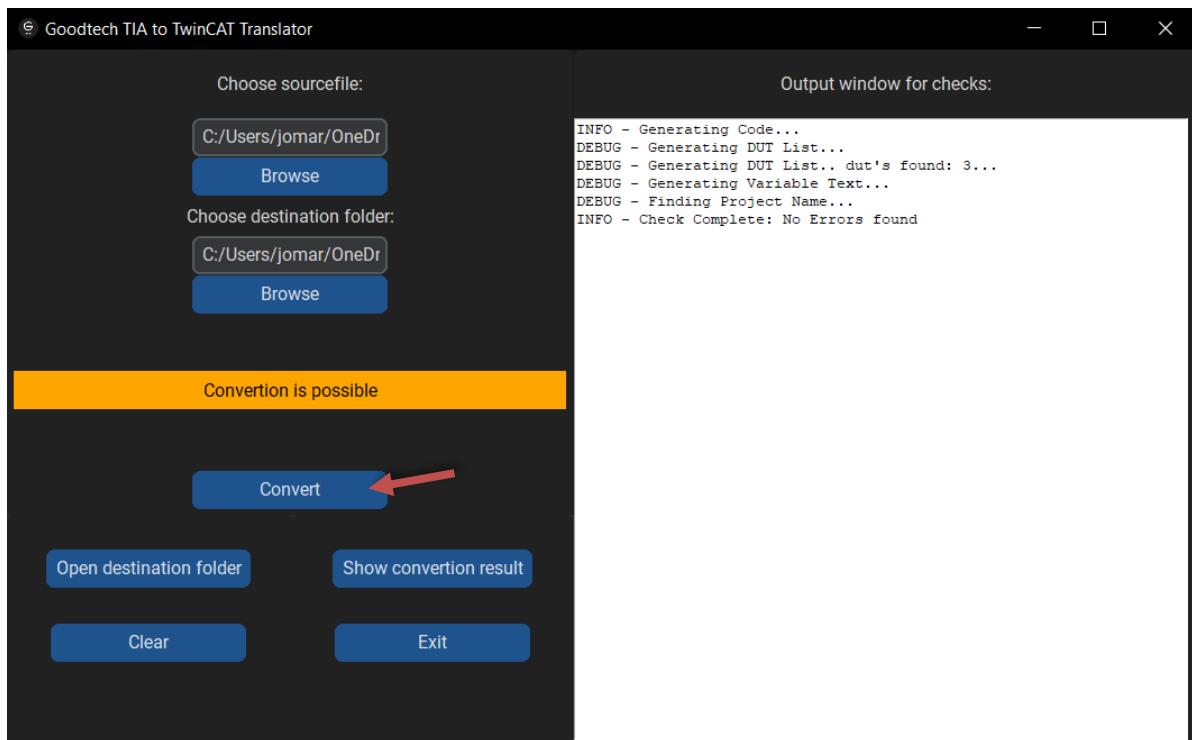 Goodtech TIA to TwinCAT Translator
Choose sourcefile:
C:/Users/jomar/OneDr
Browse
Choose destination folder:
C:/Users/jomar/OneDr
Browse
Convertion is possible
Convert
Open destination folder
Show convertion result
Clear
Exit
Output window for checks:
INFO - Generating Code...
DEBUG - Generating DUT List...
DEBUG - Generating DUT List.. dut's found: 3...
DEBUG - Generating Variable Text...
DEBUG - Finding Project Name...
INFO - Check Complete: No Errors found